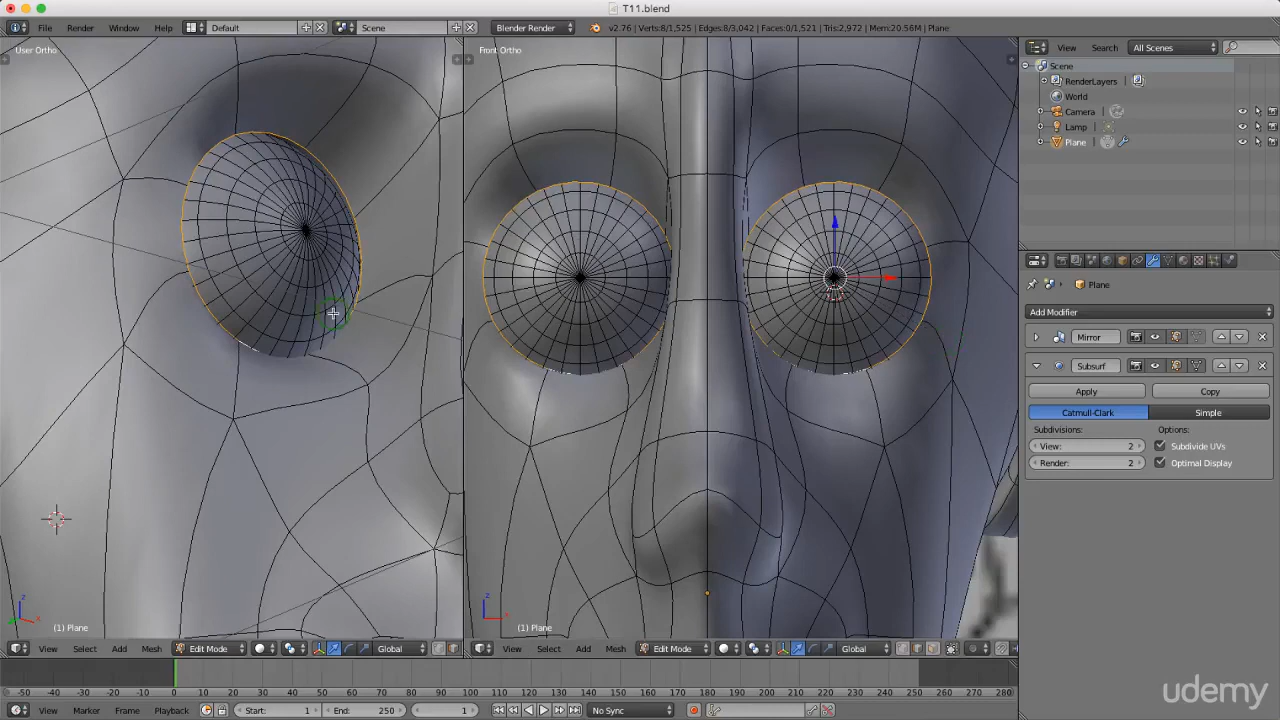 T11.blend
File Render Window Help Default Scene Blender Render v2.76 | Verts:8/1,525 | Edges:8/3,042 | Faces:0/1,521 | Tris:2,972 | Mem:20.56M | Plane
User Ortho
Front Ortho
View Search All Scenes
Scene
RenderLayers
World
Camera
Lamp
Plane
Plane
Add Modifier
Mirror
Subsurf
Apply Copy
Catmull-Clark Simple
Subdivisions: Options:
View: 2 Subdivide UVs
Render: 2 Optimal Display
z
x
z
x
(1) Plane
(1) Plane
View Select Add Mesh Edit Mode Global
View Select Add Mesh Edit Mode Global
-50 -40 -30 -20 -10 0 10 20 30 40 50 60 70 80 90 100 110 120 130 140 150 160 170 180 190 200 210 220 230 240 250 260 270 280
View Marker Frame Playback Start: 1 End: 250 1 No Sync
udemy